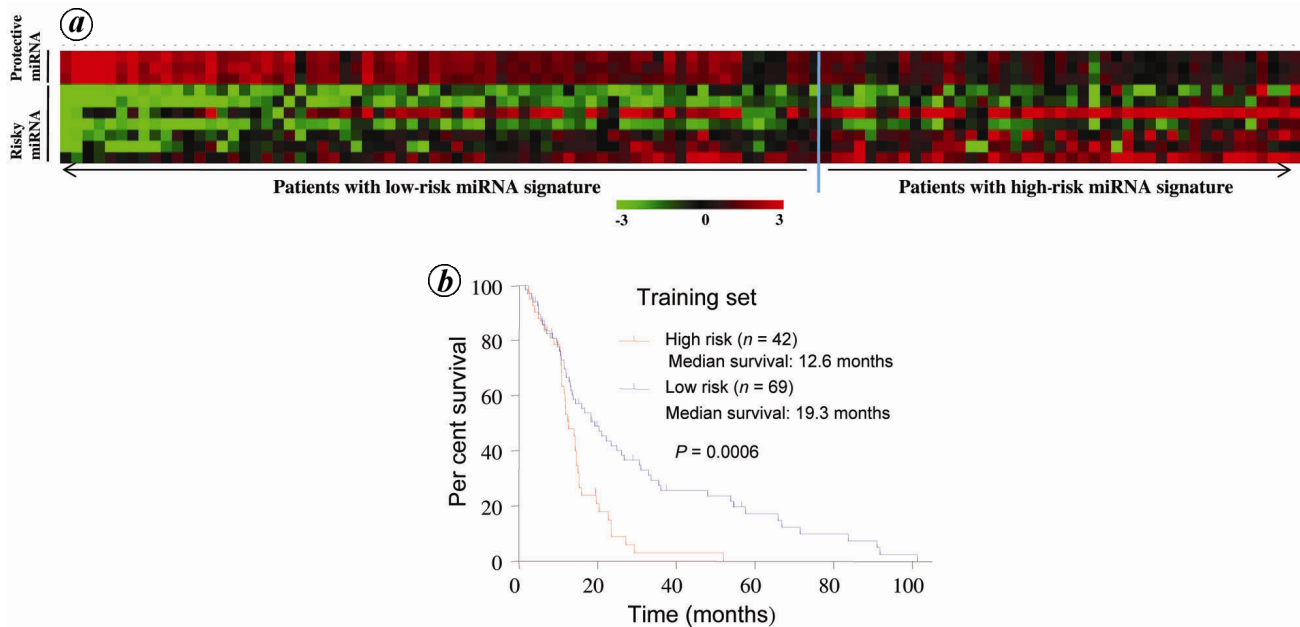 a
Protective
miRNA
Risky
miRNA
Patients with low-risk miRNA signature
Patients with high-risk miRNA signature
-3 0 3
b
Training set
High risk (n = 42)
Median survival: 12.6 months
Low risk (n = 69)
Median survival: 19.3 months
P = 0.0006
Per cent survival
100
80
60
40
20
0
0 20 40 60 80 100
Time (months)